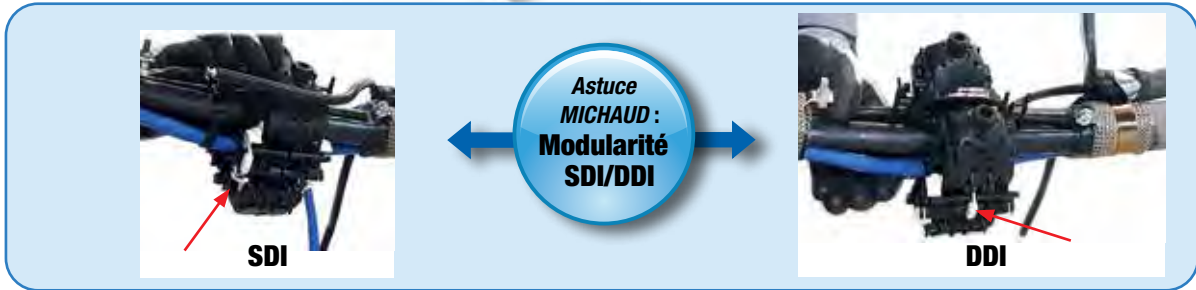 Astuce
MICHAUD :
Modularité
SDI/DDI
SDI
DDI